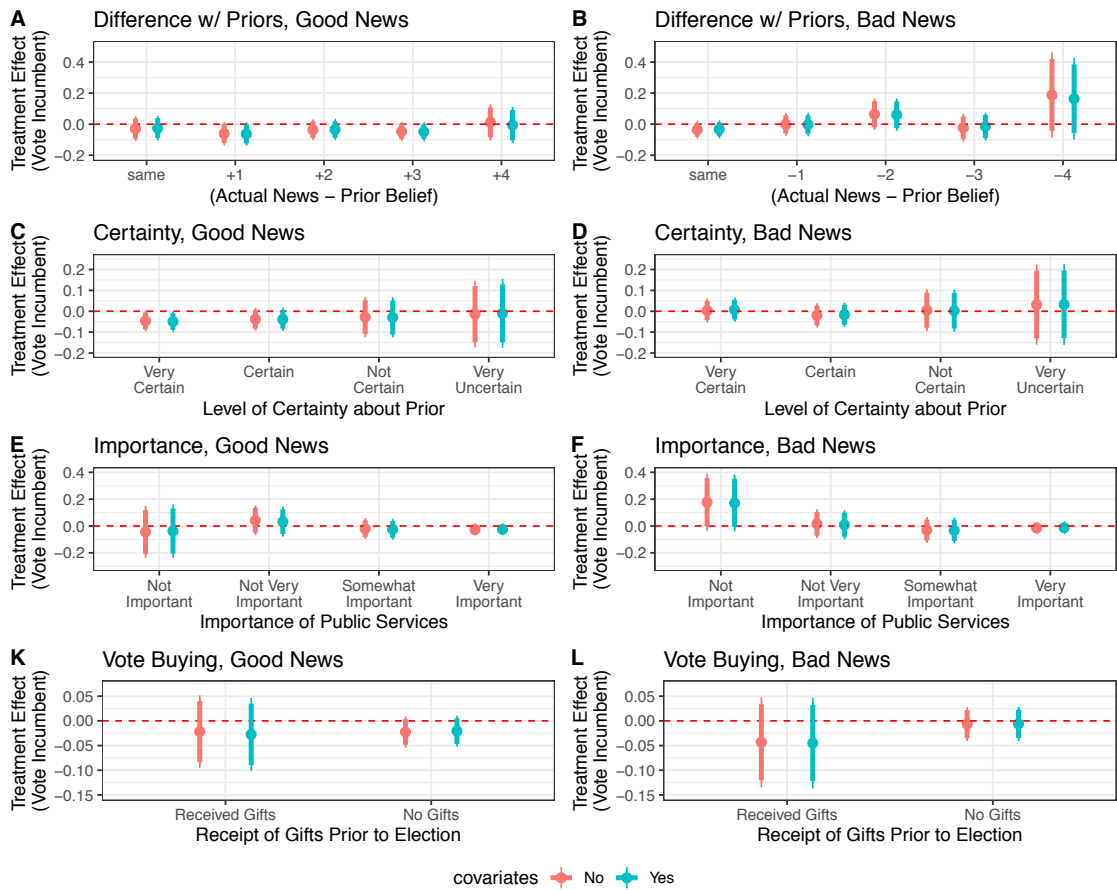 A Difference w/ Priors, Good News
Treatment Effect
(Vote Incumbent)
0.4
0.2
0.0
−0.2
same +1 +2 +3 +4
(Actual News − Prior Belief)
B Difference w/ Priors, Bad News
Treatment Effect
(Vote Incumbent)
0.4
0.2
0.0
−0.2
same −1 −2 −3 −4
(Actual News − Prior Belief)
C Certainty, Good News
Treatment Effect
(Vote Incumbent)
0.2
0.1
0.0
−0.1
−0.2
Very Certain Not Very
Certain Certain Uncertain
Level of Certainty about Prior
D Certainty, Bad News
Treatment Effect
(Vote Incumbent)
0.2
0.1
0.0
−0.1
−0.2
Very Certain Not Very
Certain Certain Uncertain
Level of Certainty about Prior
E Importance, Good News
Treatment Effect
(Vote Incumbent)
0.4
0.2
0.0
−0.2
Not Not Very Somewhat Very
Important Important Important Important
Importance of Public Services
F Importance, Bad News
Treatment Effect
(Vote Incumbent)
0.4
0.2
0.0
−0.2
Not Not Very Somewhat Very
Important Important Important Important
Importance of Public Services
K Vote Buying, Good News
Treatment Effect
(Vote Incumbent)
0.05
0.00
−0.05
−0.10
−0.15
Received Gifts No Gifts
Receipt of Gifts Prior to Election
L Vote Buying, Bad News
Treatment Effect
(Vote Incumbent)
0.05
0.00
−0.05
−0.10
−0.15
Received Gifts No Gifts
Receipt of Gifts Prior to Election
covariates No Yes